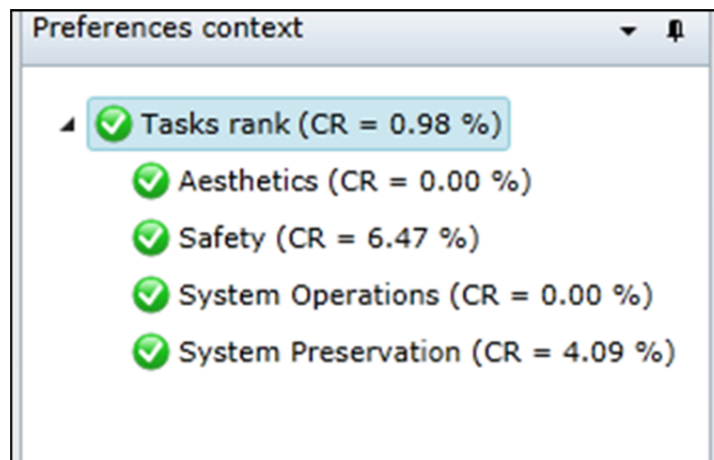 Preferences context
Tasks rank (CR = 0.98 %)
Aesthetics (CR = 0.00 %)
Safety (CR = 6.47 %)
System Operations (CR = 0.00 %)
System Preservation (CR = 4.09 %)